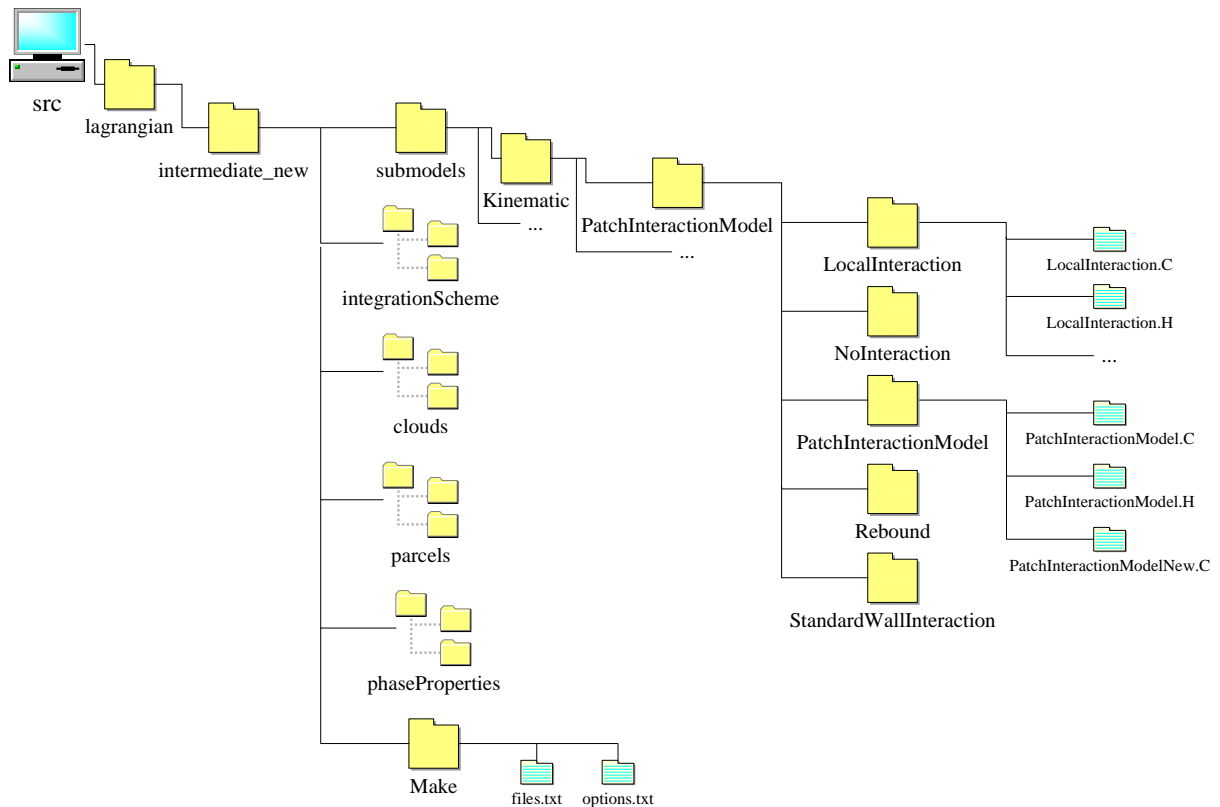 src
lagrangian
intermediate_new
submodels
Kinematic
...
PatchInteractionModel
...
LocalInteraction
LocalInteraction.C
LocalInteraction.H
...
NoInteraction
PatchInteractionModel
PatchInteractionModel.C
PatchInteractionModel.H
PatchInteractionModelNew.C
Rebound
StandardWallInteraction
integrationScheme
clouds
parcels
phaseProperties
Make
files.txt
options.txt